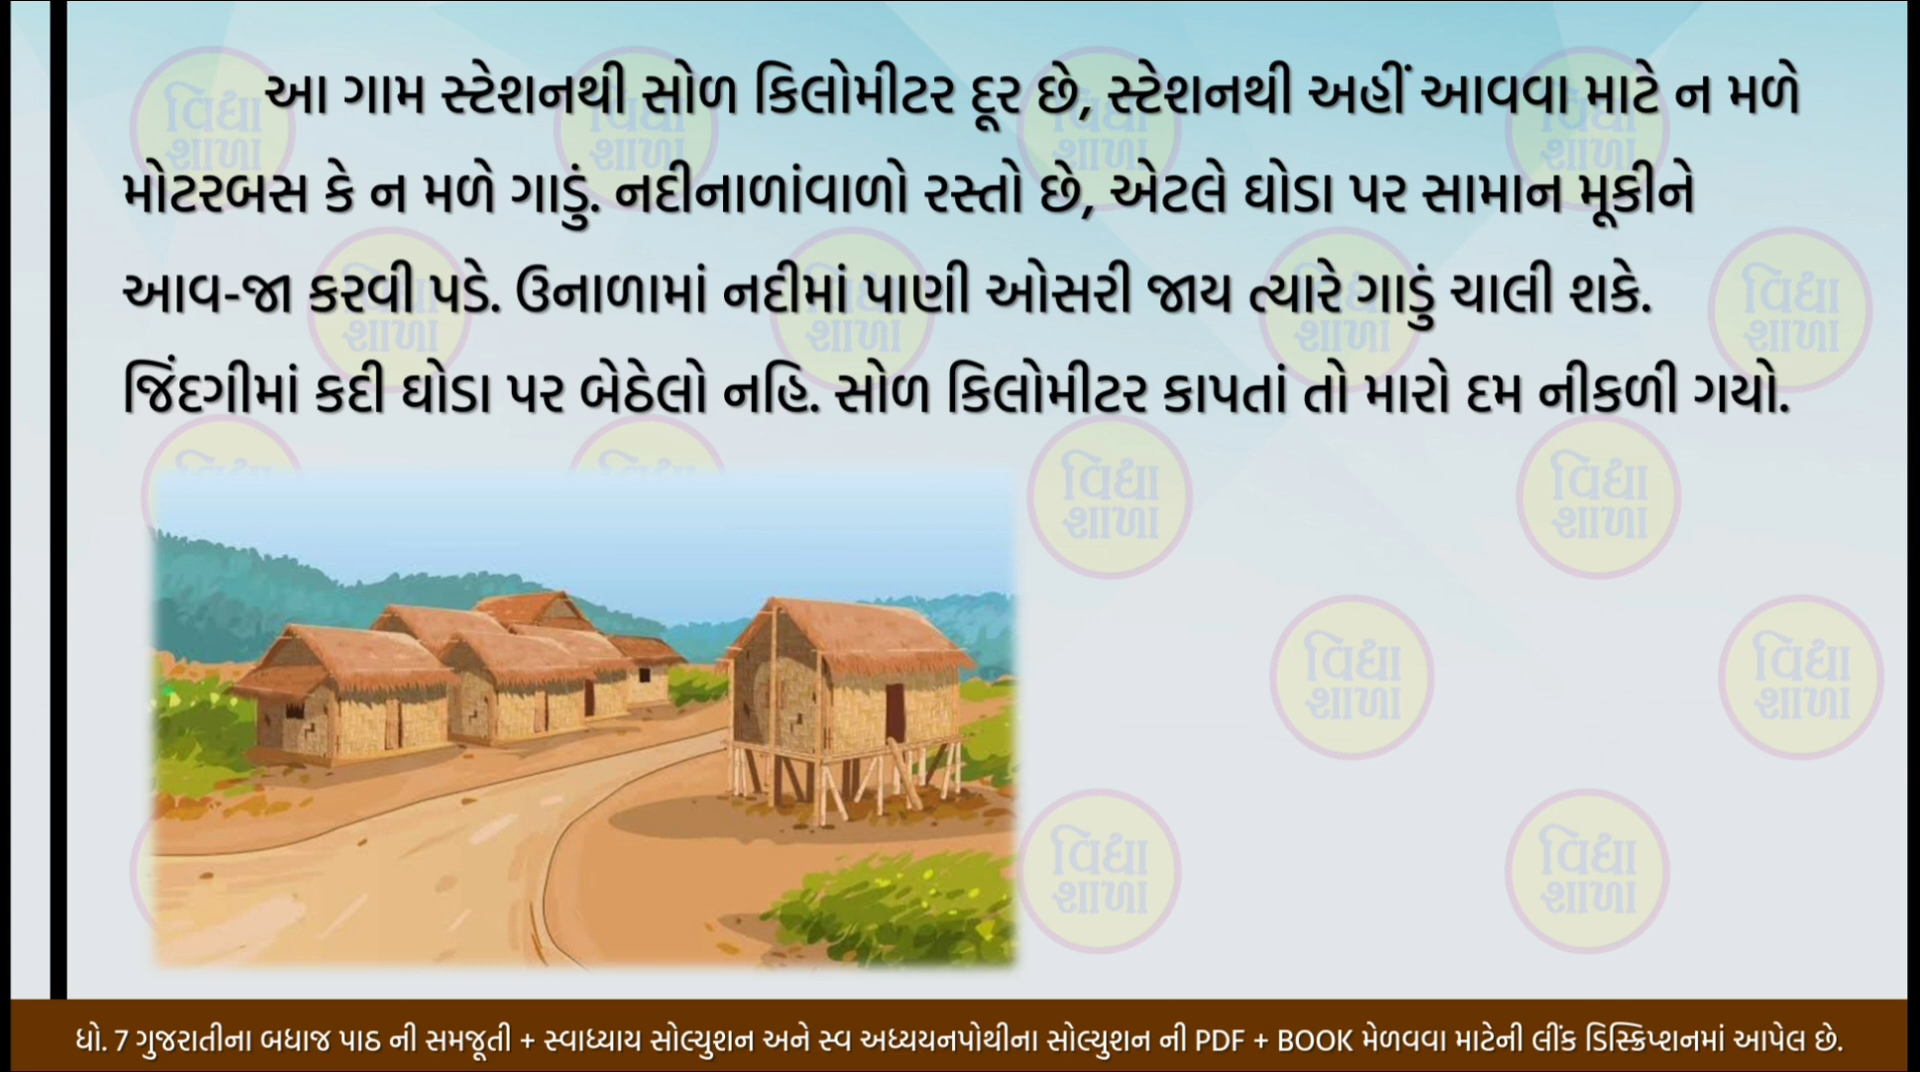 આ ગામ સ્ટેશનથી સોળ કિલોમીટર દૂર છે, સ્ટેશનથી અહીં આવવા માટે ન મળે
મોટરબસ કે ન મળે ગાડું. નદીનાળાંવાળો રસ્તો છે, એટલે ઘોડા પર સામાન મૂકીને
આવ-જા કરવી પડે. ઉનાળામાં નદીમાં પાણી ઓસરી જાય ત્યારે ગાડું ચાલી શકે.
જિંદગીમાં કદી ઘોડા પર બેઠેલો નહિ. સોળ કિલોમીટર કાપતાં તો મારો દમ નીકળી ગયો.
વિદ્યા
શાળા
ધો. 7 ગુજરાતીના બધાજ પાઠ ની સમજૂતી + સ્વાધ્યાય સોલ્યુશન અને સ્વ અધ્યયનપોથીના સોલ્યુશન ની PDF + BOOK મેળવવા માટેની લીંક ડિસ્ક્રિપ્શનમાં આપેલ છે.